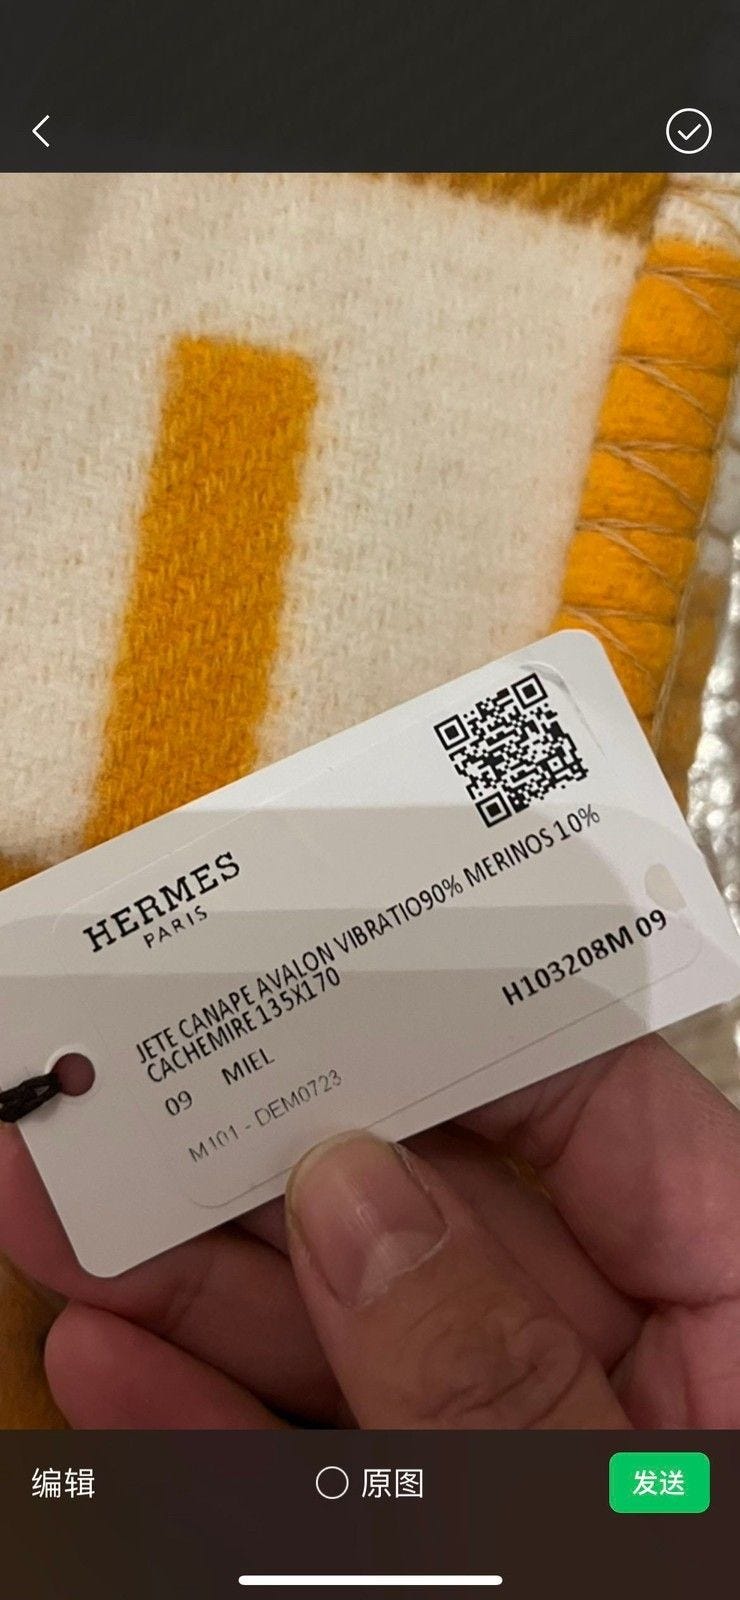 HERMES
PARIS
JETE CANAPE AVALON VIBRATIO90% MERINOS 10%
CACHEMIRE 135X170
H103208M 09
09 MIEL
M101 - DEM0723
编辑
原图
发送